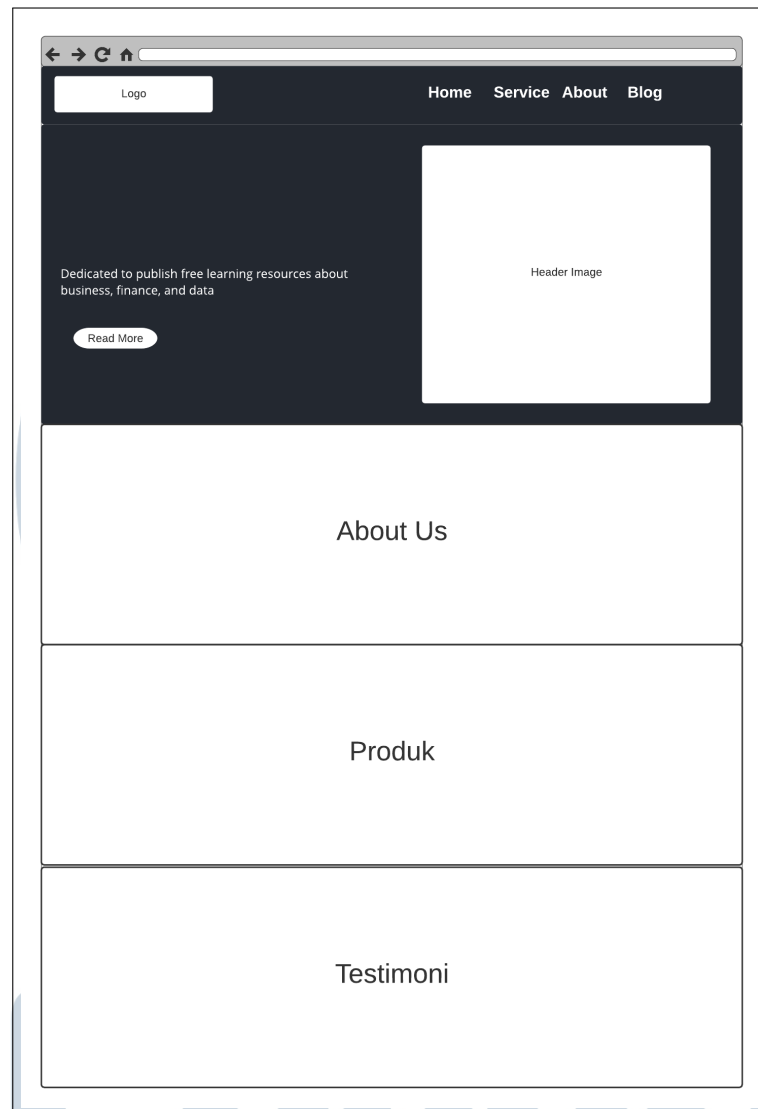 Logo
Home Service About Blog
Header Image
Dedicated to publish free learning resources about
business, finance, and data
Read More
About Us
Produk
Testimoni